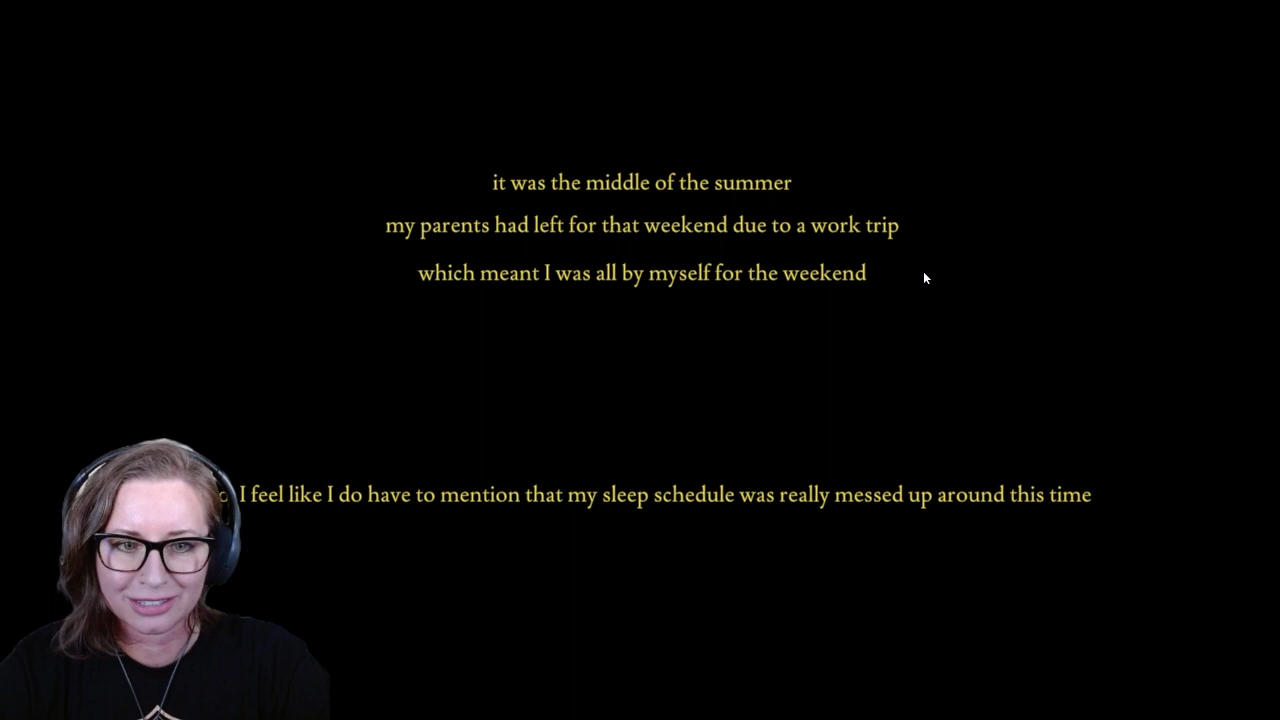 it was the middle of the summer
my parents had left for that weekend due to a work trip
which meant I was all by myself for the weekend
I feel like I do have to mention that my sleep schedule was really messed up around this time